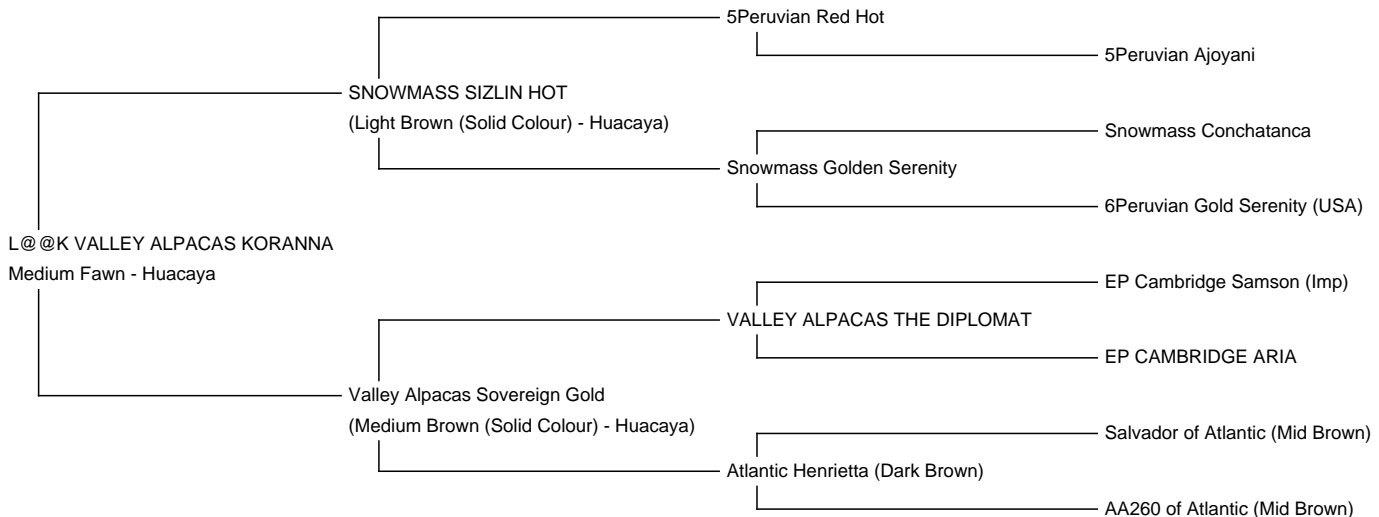 5Peruvian Red Hot
5Peruvian Ajoyani
SNOWMASS SIZLIN HOT
(Light Brown (Solid Colour) - Huacaya)
Snowmass Conchatanca
Snowmass Golden Serenity
6Peruvian Gold Serenity (USA)
L@@K VALLEY ALPACAS KORANNA
Medium Fawn - Huacaya
EP Cambridge Samson (Imp)
VALLEY ALPACAS THE DIPLOMAT
EP CAMBRIDGE ARIA
Valley Alpacas Sovereign Gold
(Medium Brown (Solid Colour) - Huacaya)
Salvador of Atlantic (Mid Brown)
Atlantic Henrietta (Dark Brown)
AA260 of Atlantic (Mid Brown)